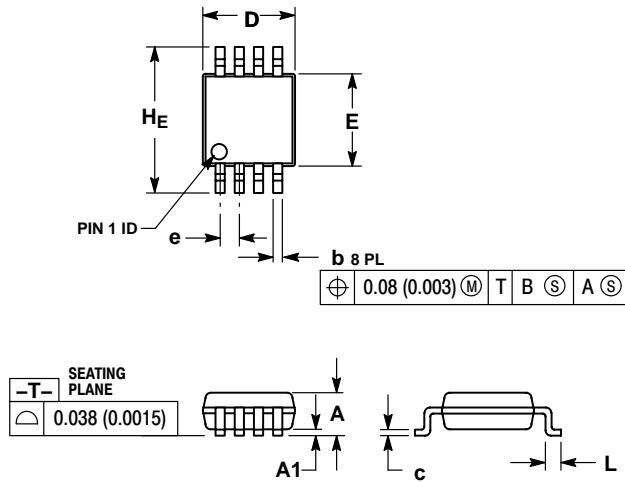 D
HE
E
PIN 1 ID
e
b 8 PL
⌖ 0.08 (0.003) Ⓜ T B Ⓢ A Ⓢ
–T– SEATING
PLANE
⌓ 0.038 (0.0015)
A
A1
c
L